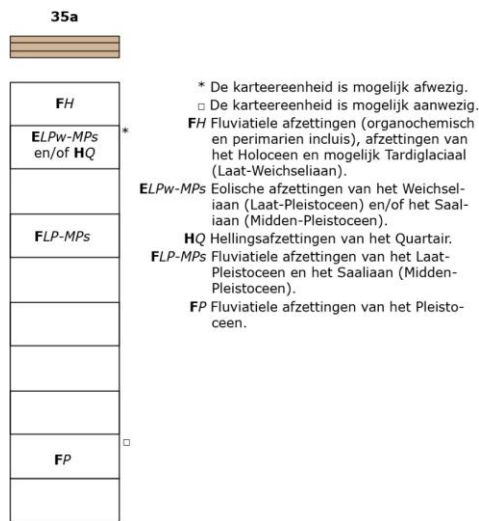 35a
FH
ELPw-MPs
en/of HQ
*
FLP-MPs
□
FP
* De karteereenheid is mogelijk afwezig.
□ De karteereenheid is mogelijk aanwezig.
FH Fluviatiele afzettingen (organochemisch
en perimarien incluis), afzettingen van
het Holoceen en mogelijk Tardiglaciaal
(Laat-Weichseliaan).
ELPw-MPs Eolische afzettingen van het Weichsel-
iaan (Laat-Pleistoceen) en/of het Saal-
iaan (Midden-Pleistoceen).
HQ Hellingsafzettingen van het Quartair.
FLP-MPs Fluviatiele afzettingen van het Laat-
Pleistoceen en het Saaliaan (Midden-
Pleistoceen).
FP Fluviatiele afzettingen van het Pleisto-
ceen.